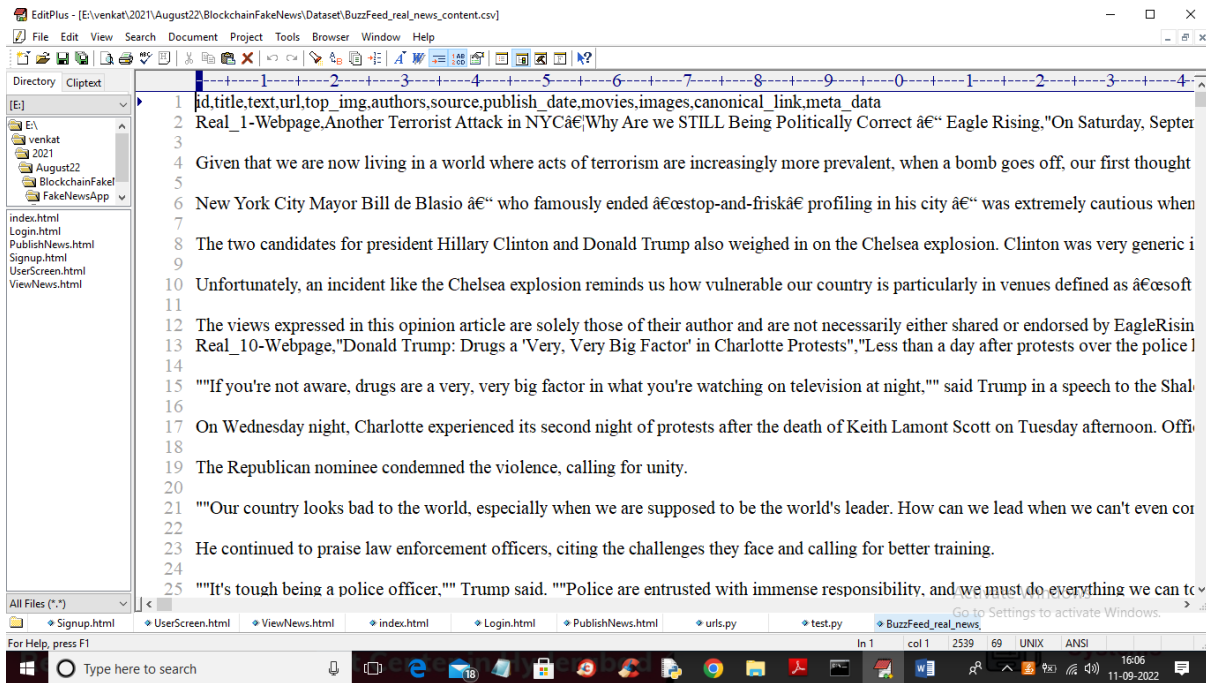 EditPlus - [E:\venkat\2021\August22\BlockchainFakeNews\Dataset\BuzzFeed_real_news_content.csv]
File Edit View Search Document Project Tools Browser Window Help
Directory Cliptext
----+----1----+----2----+----3----+----4----+----5----+----6----+----7----+----8----+----9----+----0----+----1----+----2----+----3----+----4-
[E:]
E:\
venkat
2021
August22
BlockchainFakeN
FakeNewsApp
index.html
Login.html
PublishNews.html
Signup.html
UserScreen.html
ViewNews.html
1 id,title,text,url,top_img,authors,source,publish_date,movies,images,canonical_link,meta_data
2 Real_1-Webpage,Another Terrorist Attack in NYCâ€¦Why Are we STILL Being Politically Correct â€“ Eagle Rising,"On Saturday, Septer
3
4 Given that we are now living in a world where acts of terrorism are increasingly more prevalent, when a bomb goes off, our first thought
5
6 New York City Mayor Bill de Blasio â€“ who famously ended â€œstop-and-friskâ€ profiling in his city â€“ was extremely cautious when
7
8 The two candidates for president Hillary Clinton and Donald Trump also weighed in on the Chelsea explosion. Clinton was very generic i
9
10 Unfortunately, an incident like the Chelsea explosion reminds us how vulnerable our country is particularly in venues defined as â€œsoft
11
12 The views expressed in this opinion article are solely those of their author and are not necessarily either shared or endorsed by EagleRisin
13 Real_10-Webpage,"Donald Trump: Drugs a 'Very, Very Big Factor' in Charlotte Protests","Less than a day after protests over the police
14
15 ""If you're not aware, drugs are a very, very big factor in what you're watching on television at night,"" said Trump in a speech to the Shal
16
17 On Wednesday night, Charlotte experienced its second night of protests after the death of Keith Lamont Scott on Tuesday afternoon. Offi
18
19 The Republican nominee condemned the violence, calling for unity.
20
21 ""Our country looks bad to the world, especially when we are supposed to be the world's leader. How can we lead when we can't even cor
22
23 He continued to praise law enforcement officers, citing the challenges they face and calling for better training.
24
25 ""It's tough being a police officer,"" Trump said. ""Police are entrusted with immense responsibility, and we must do everything we can to
Activate Windows
Go to Settings to activate Windows.
All Files (*.*)
Signup.html UserScreen.html ViewNews.html index.html Login.html PublishNews.html urls.py test.py BuzzFeed_real_news_
For Help, press F1 ln 1 col 1 2539 69 UNIX ANSI
Type here to search
18
16:06
11-09-2022